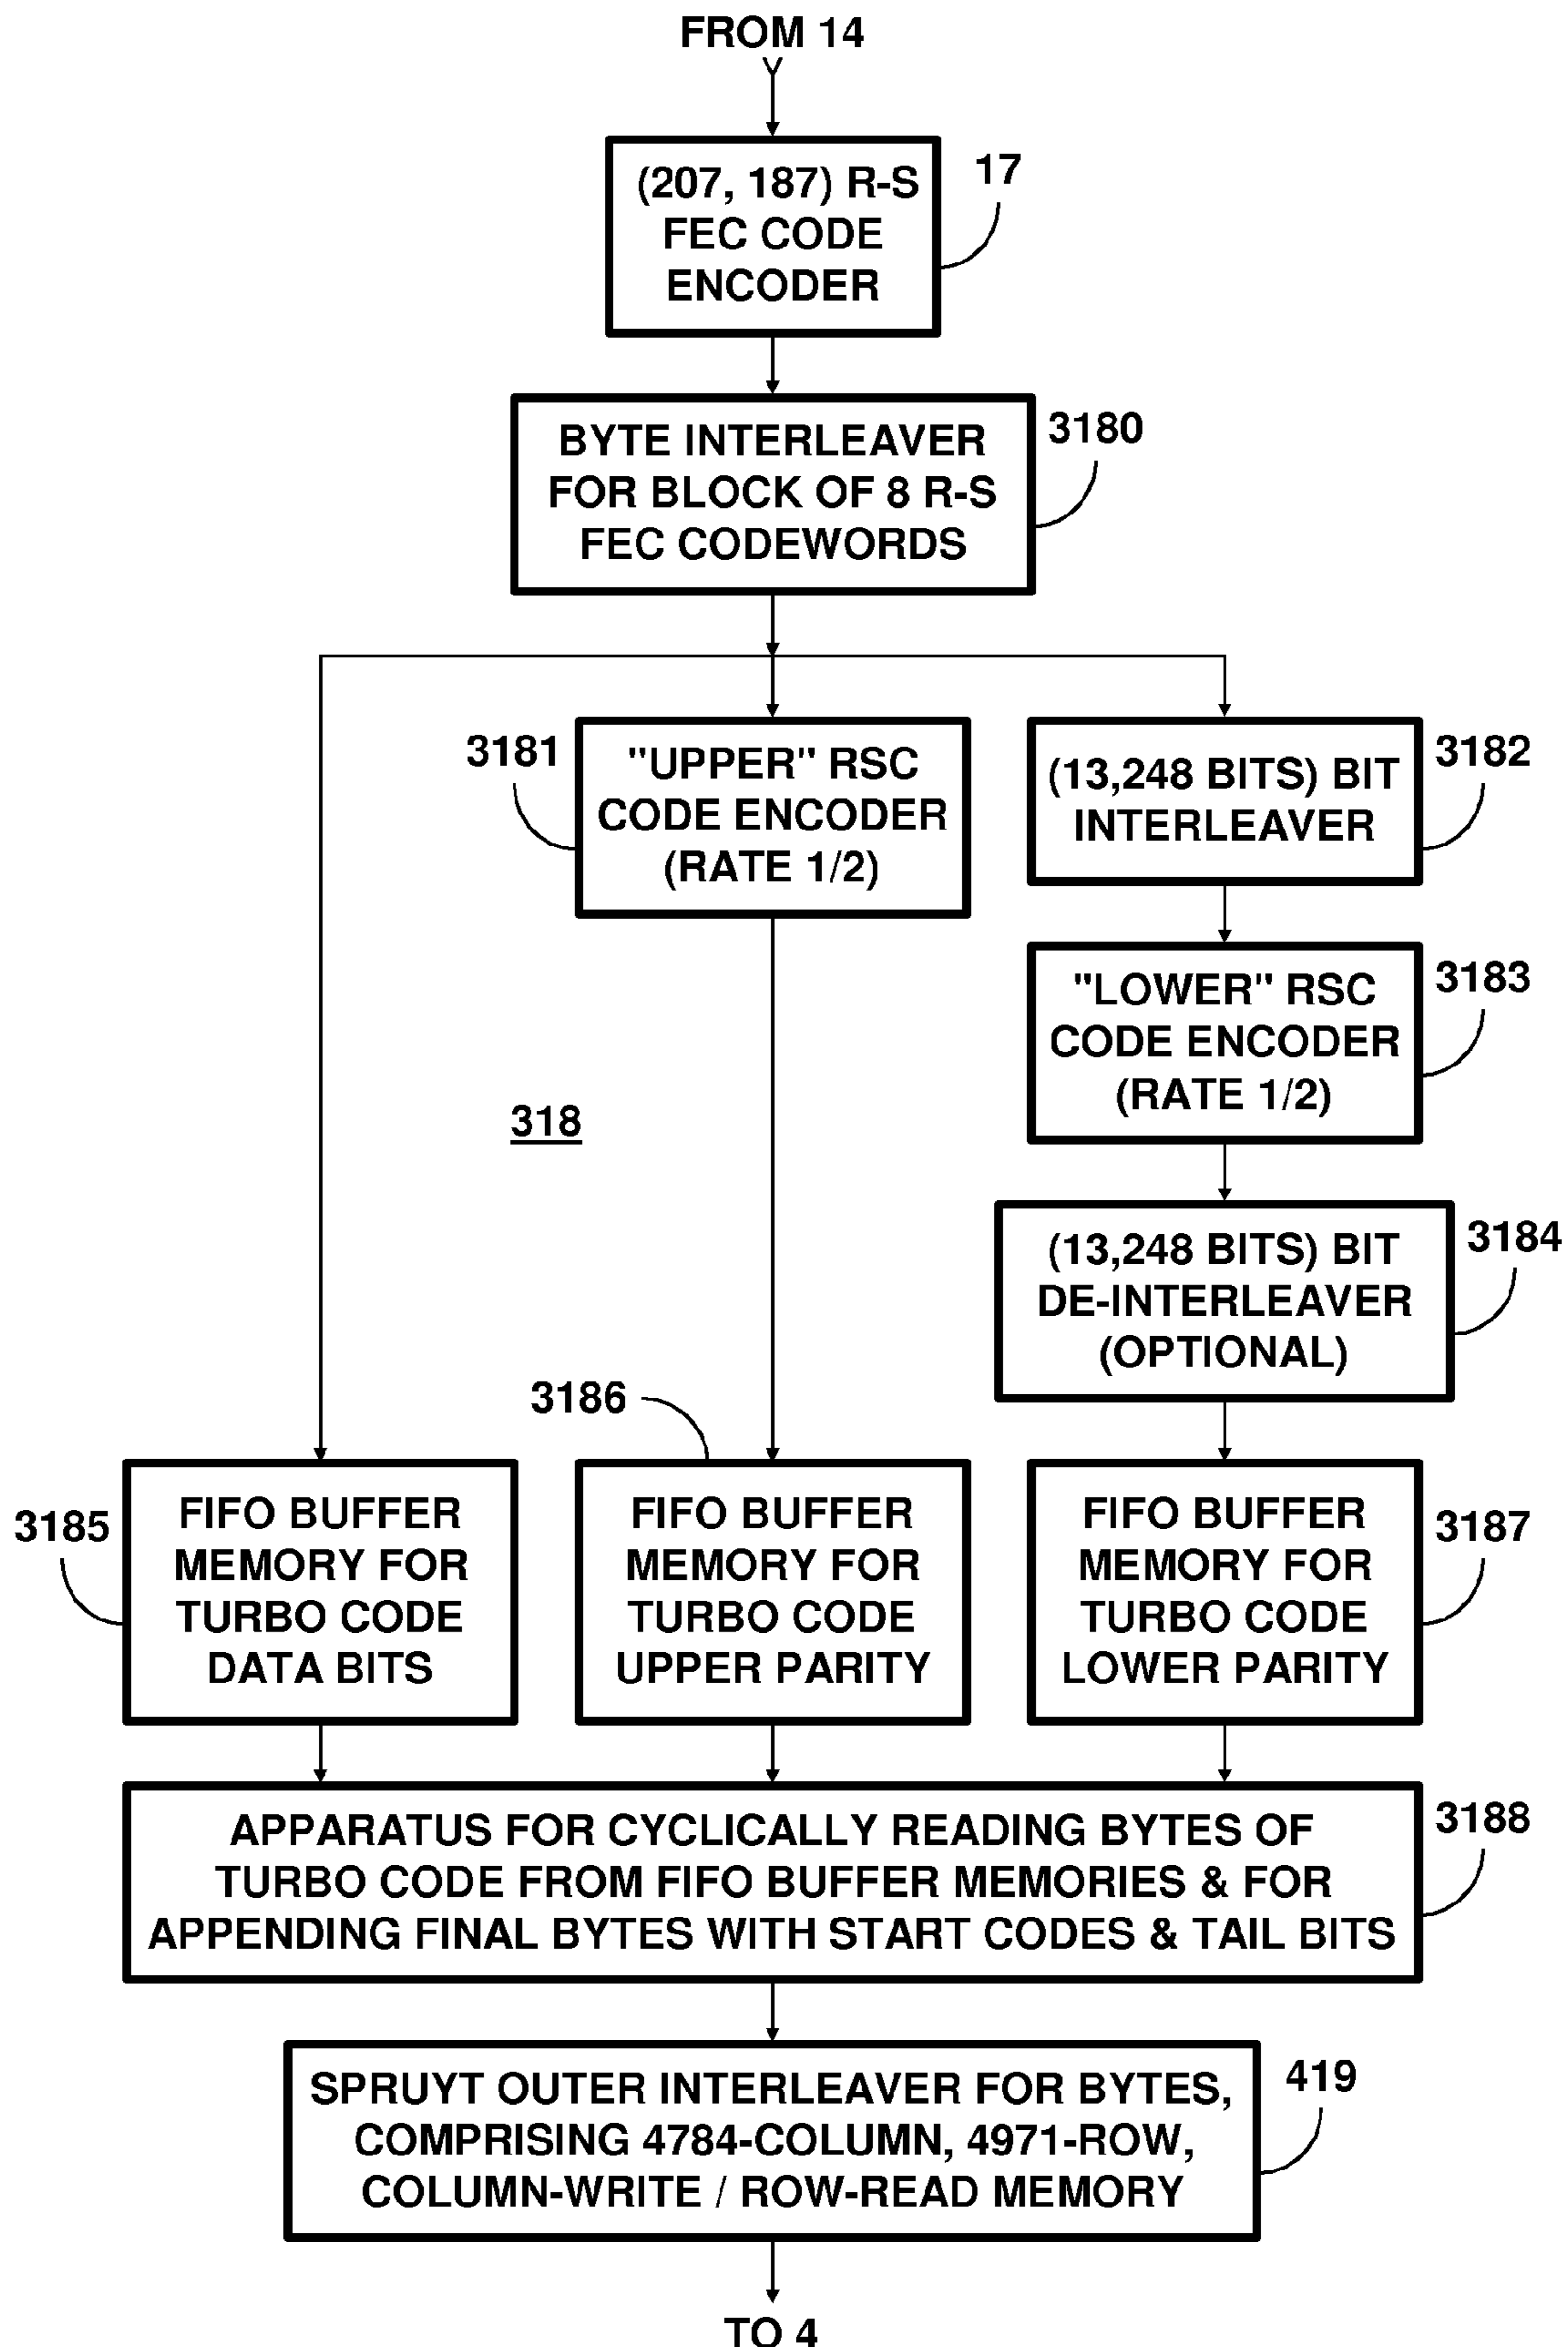 FROM 14
(207, 187) R-S
FEC CODE
ENCODER
17
BYTE INTERLEAVER
FOR BLOCK OF 8 R-S
FEC CODEWORDS
3180
3181
"UPPER" RSC
CODE ENCODER
(RATE 1/2)
(13,248 BITS) BIT
INTERLEAVER
3182
"LOWER" RSC
CODE ENCODER
(RATE 1/2)
3183
318
(13,248 BITS) BIT
DE-INTERLEAVER
(OPTIONAL)
3184
3185
FIFO BUFFER
MEMORY FOR
TURBO CODE
DATA BITS
3186
FIFO BUFFER
MEMORY FOR
TURBO CODE
UPPER PARITY
FIFO BUFFER
MEMORY FOR
TURBO CODE
LOWER PARITY
3187
APPARATUS FOR CYCLICALLY READING BYTES OF
TURBO CODE FROM FIFO BUFFER MEMORIES & FOR
APPENDING FINAL BYTES WITH START CODES & TAIL BITS
3188
SPRUYT OUTER INTERLEAVER FOR BYTES,
COMPRISING 4784-COLUMN, 4971-ROW,
COLUMN-WRITE / ROW-READ MEMORY
419
TO 4